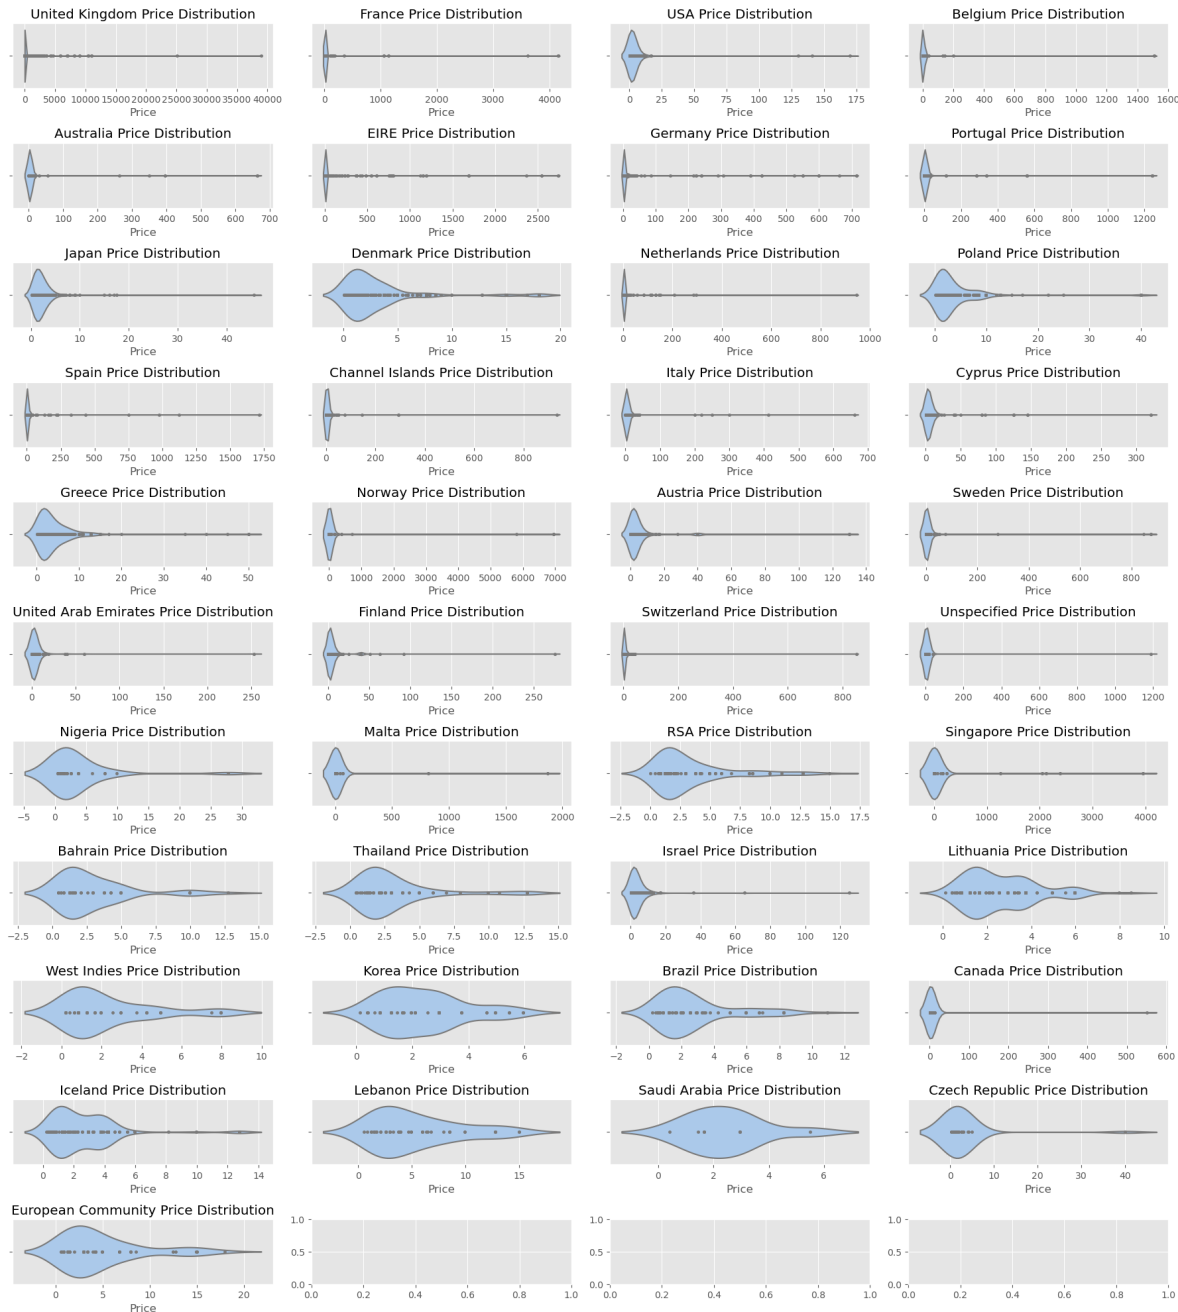 United Kingdom Price Distribution France Price Distribution USA Price Distribution Belgium Price Distribution
0 5000 10000 15000 20000 25000 30000 35000 40000 0 1000 2000 3000 4000 0 25 50 75 100 125 150 175 0 200 400 600 800 1000 1200 1400 1600
Price Price Price Price
Australia Price Distribution EIRE Price Distribution Germany Price Distribution Portugal Price Distribution
0 100 200 300 400 500 600 700 0 500 1000 1500 2000 2500 0 100 200 300 400 500 600 700 0 200 400 600 800 1000 1200
Price Price Price Price
Japan Price Distribution Denmark Price Distribution Netherlands Price Distribution Poland Price Distribution
0 10 20 30 40 0 5 10 15 20 0 200 400 600 800 1000 0 10 20 30 40
Price Price Price Price
Spain Price Distribution Channel Islands Price Distribution Italy Price Distribution Cyprus Price Distribution
0 250 500 750 1000 1250 1500 1750 0 200 400 600 800 0 100 200 300 400 500 600 700 0 50 100 150 200 250 300
Price Price Price Price
Greece Price Distribution Norway Price Distribution Austria Price Distribution Sweden Price Distribution
0 10 20 30 40 50 0 1000 2000 3000 4000 5000 6000 7000 0 20 40 60 80 100 120 140 0 200 400 600 800
Price Price Price Price
United Arab Emirates Price Distribution Finland Price Distribution Switzerland Price Distribution Unspecified Price Distribution
0 50 100 150 200 250 0 50 100 150 200 250 0 200 400 600 800 0 200 400 600 800 1000 1200
Price Price Price Price
Nigeria Price Distribution Malta Price Distribution RSA Price Distribution Singapore Price Distribution
−5 0 5 10 15 20 25 30 0 500 1000 1500 2000 −2.5 0.0 2.5 5.0 7.5 10.0 12.5 15.0 17.5 0 1000 2000 3000 4000
Price Price Price Price
Bahrain Price Distribution Thailand Price Distribution Israel Price Distribution Lithuania Price Distribution
−2.5 0.0 2.5 5.0 7.5 10.0 12.5 15.0 −2.5 0.0 2.5 5.0 7.5 10.0 12.5 15.0 0 20 40 60 80 100 120 0 2 4 6 8 10
Price Price Price Price
West Indies Price Distribution Korea Price Distribution Brazil Price Distribution Canada Price Distribution
−2 0 2 4 6 8 10 0 2 4 6 −2 0 2 4 6 8 10 12 0 100 200 300 400 500 600
Price Price Price Price
Iceland Price Distribution Lebanon Price Distribution Saudi Arabia Price Distribution Czech Republic Price Distribution
0 2 4 6 8 10 12 14 0 5 10 15 0 2 4 6 0 10 20 30 40
Price Price Price Price
European Community Price Distribution
1.0 1.0 1.0
0.5 0.5 0.5
0.0 0.0 0.0
0 5 10 15 20 0.0 0.2 0.4 0.6 0.8 1.0 0.0 0.2 0.4 0.6 0.8 1.0 0.0 0.2 0.4 0.6 0.8 1.0
Price